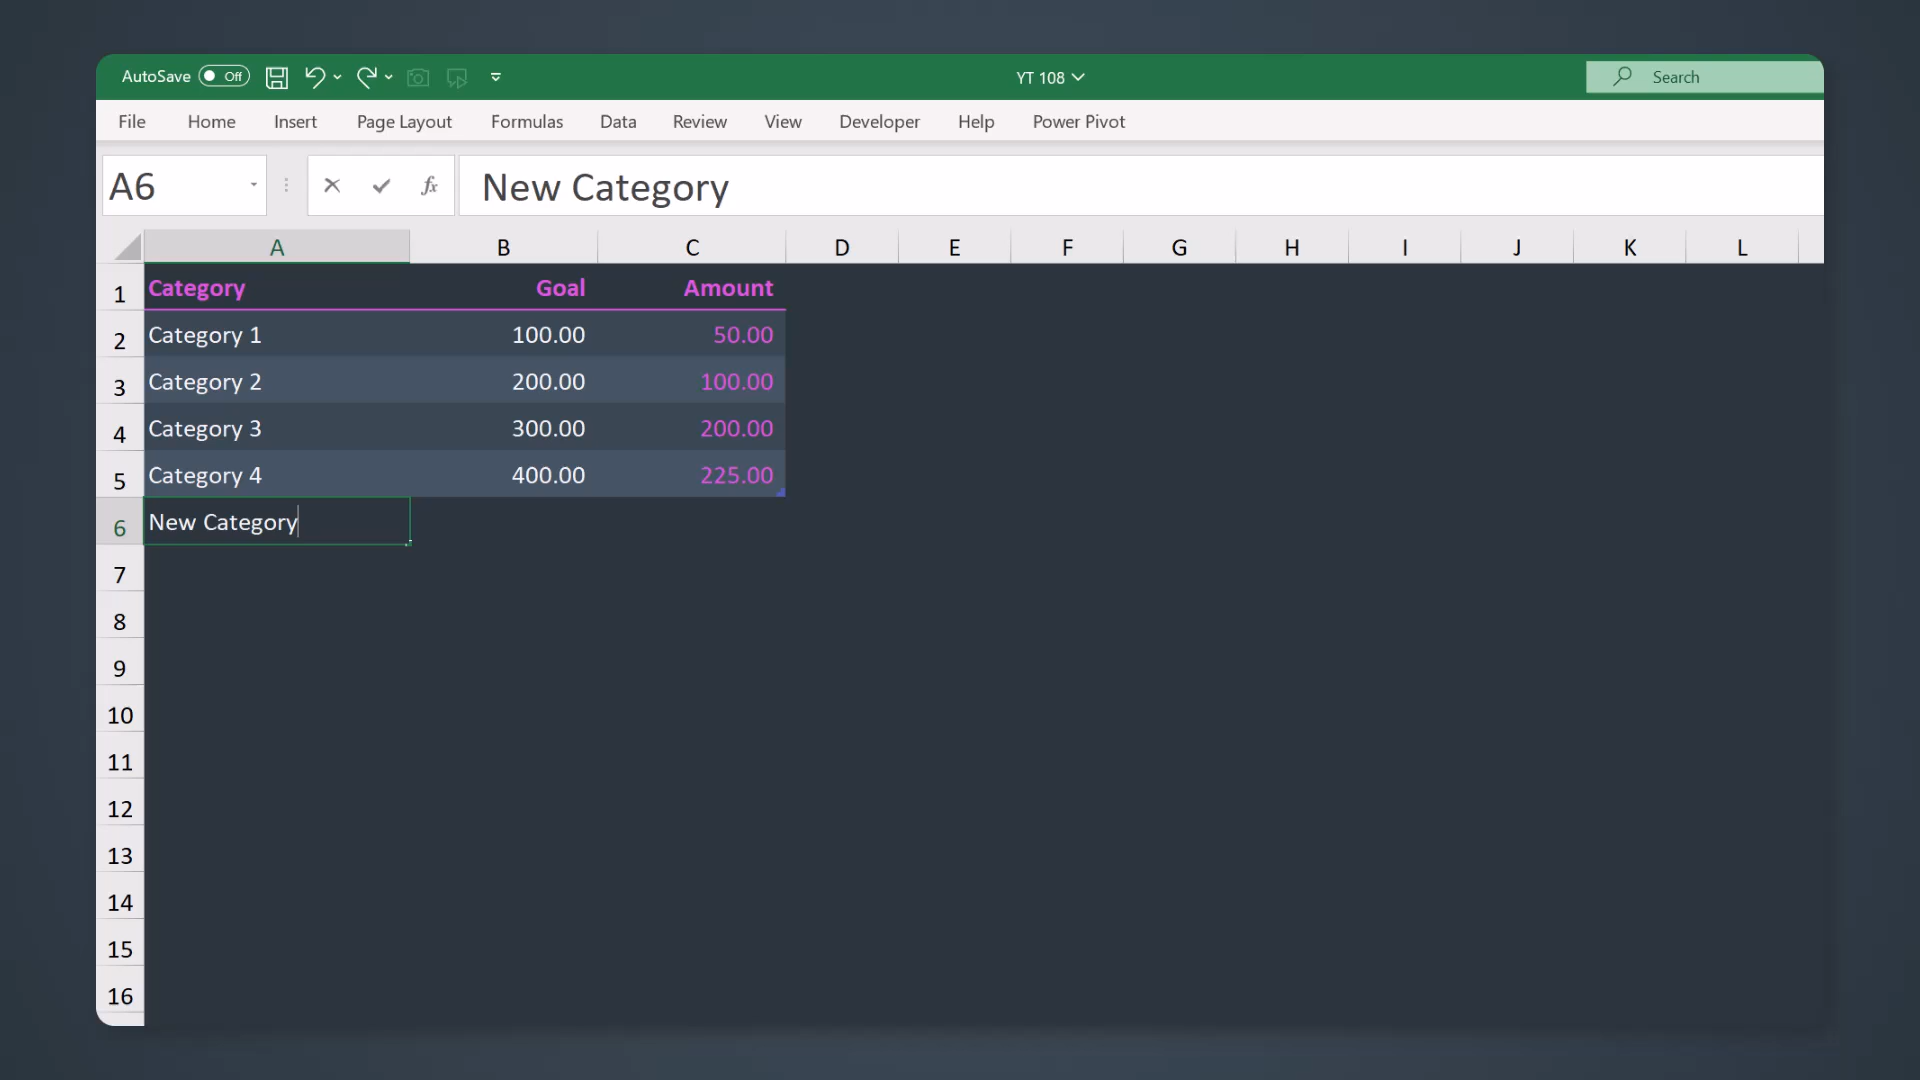 AutoSave Off YT 108 Search
File Home Insert Page Layout Formulas Data Review View Developer Help Power Pivot
A6 fx New Category
A B C D E F G H I J K L
1 Category Goal Amount
2 Category 1 100.00 50.00
3 Category 2 200.00 100.00
4 Category 3 300.00 200.00
5 Category 4 400.00 225.00
6 New Category
7
8
9
10
11
12
13
14
15
16